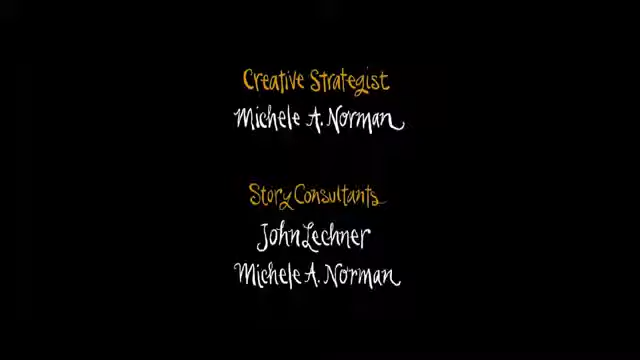 Creative Strategist
Michele A. Norman
Story Consultants
John Lechner
Michele A. Norman